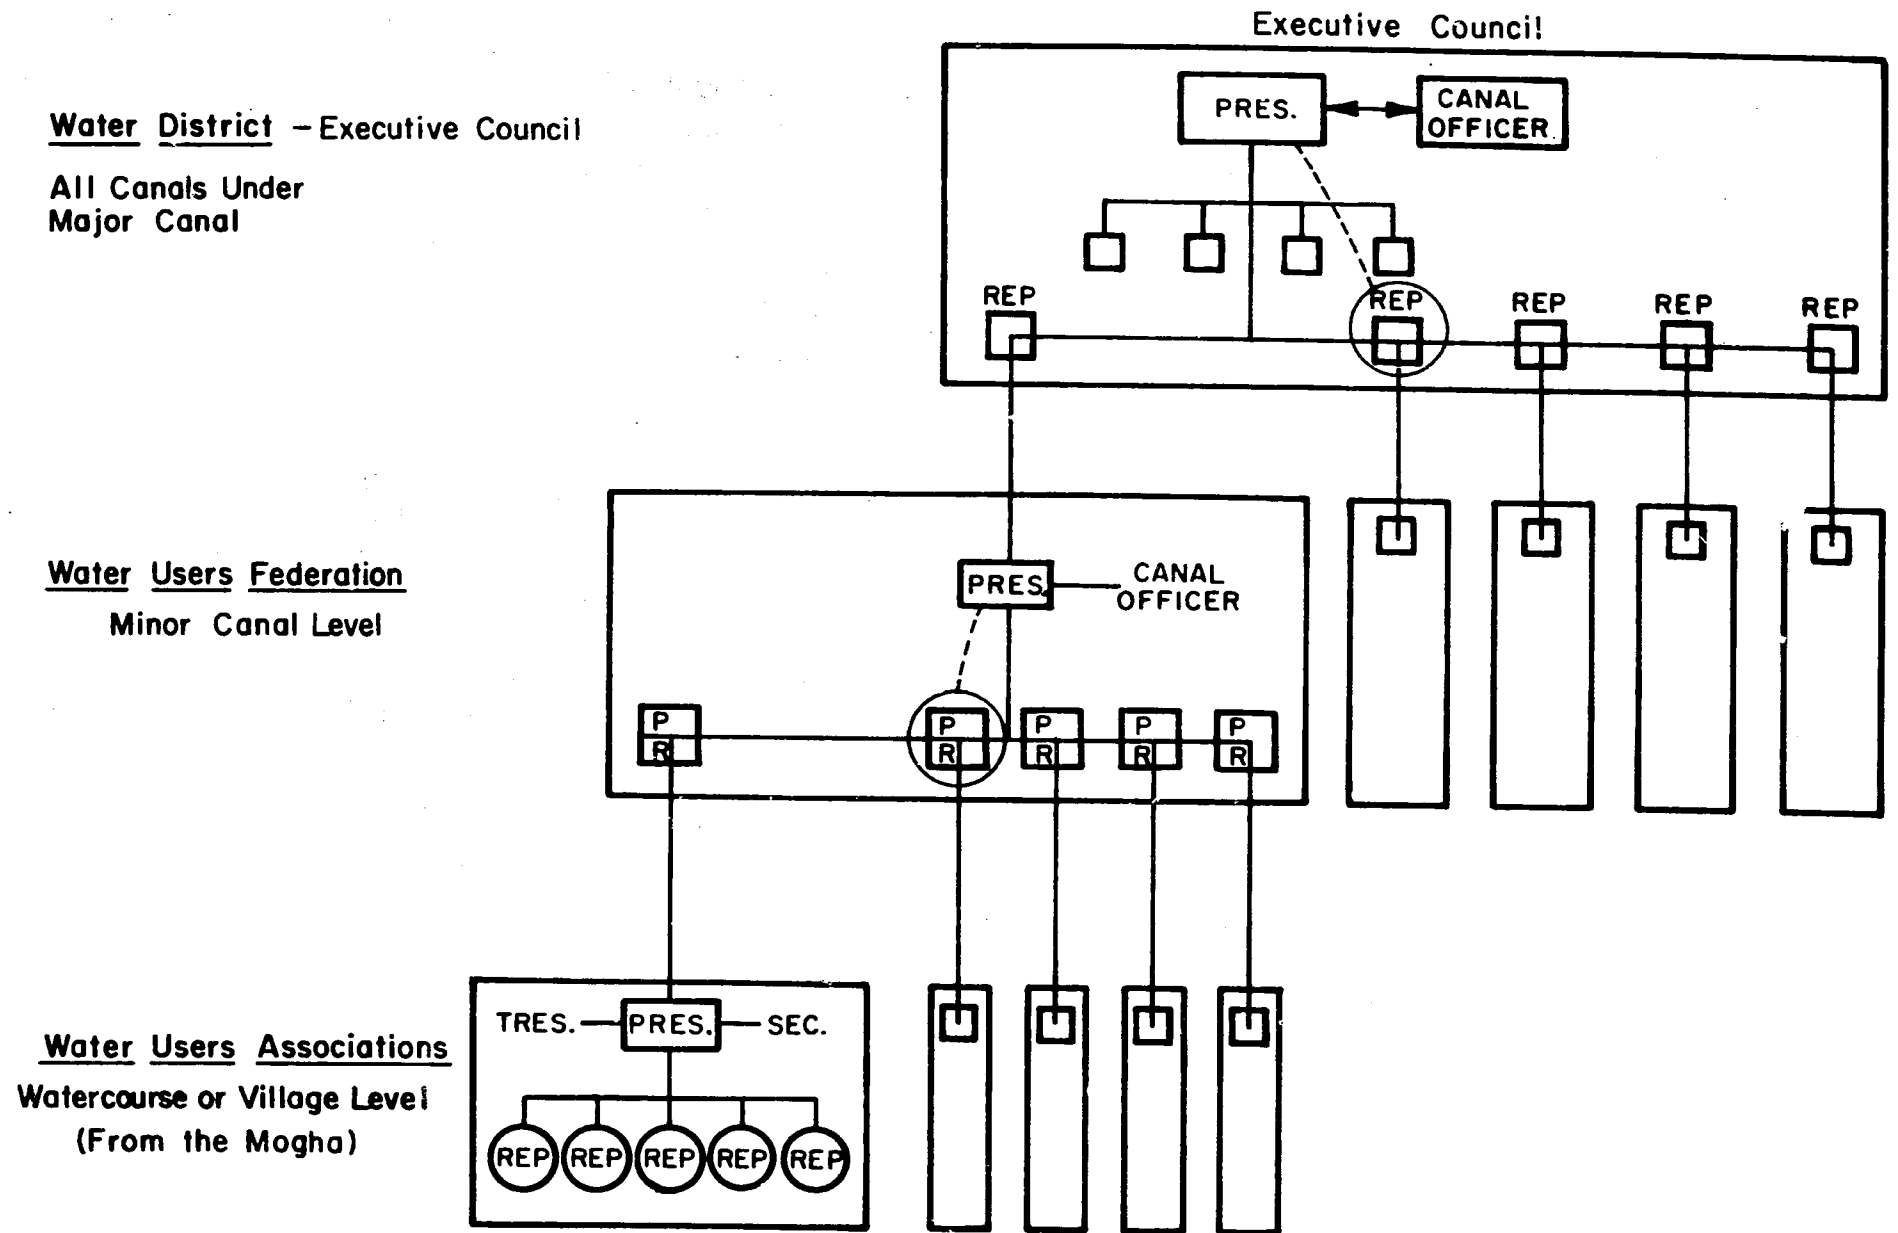 Executive Council
Water District - Executive Council
All Canals Under
Major Canal
PRES.
CANAL
OFFICER
REP
REP
REP
REP
REP
Water Users Federation
Minor Canal Level
PRES.
CANAL
OFFICER
P
R
P
R
P
R
P
R
P
R
Water Users Associations
Watercourse or Village Level
(From the Mogha)
TRES.
PRES.
SEC.
REP
REP
REP
REP
REP